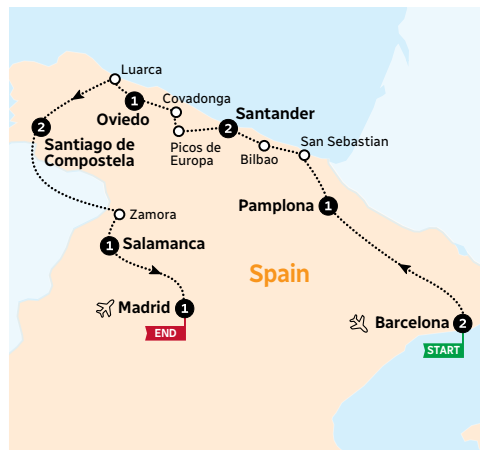 Luarca
1
Oviedo
Covadonga
2
Santiago de
Compostela
Picos de
Europa
Santander
2
Bilbao
San Sebastian
Pamplona
1
Zamora
1
Salamanca
Spain
Madrid
1
END
Barcelona
2
START